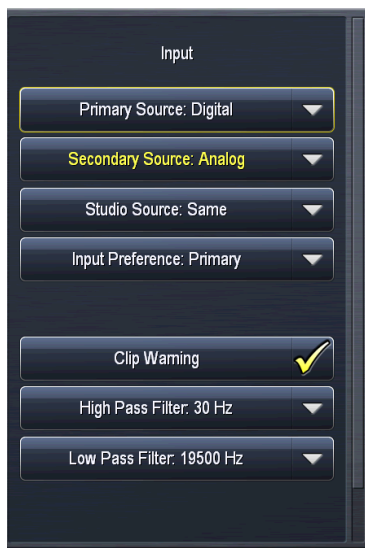 Input
Primary Source: Digital
Secondary Source: Analog
Studio Source: Same
Input Preference: Primary
Clip Warning
High Pass Filter: 30 Hz
Low Pass Filter: 19500 Hz